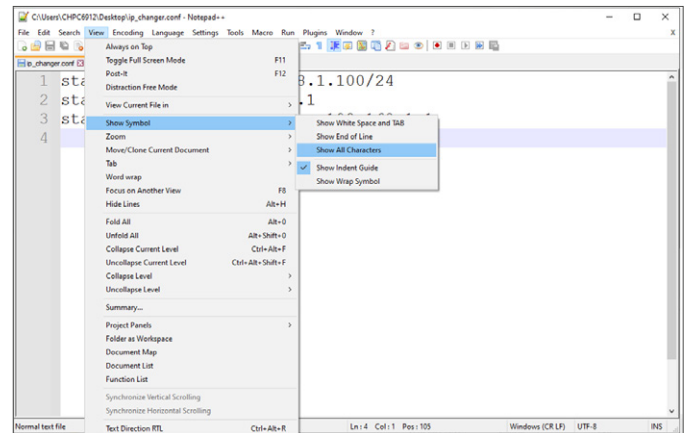 C:\Users\CHPC6912\Desktop\ip_changer.conf - Notepad++
File Edit Search View Encoding Language Settings Tools Macro Run Plugins Window ? X
ip_changer.conf
1 sta 8.1.100/24
2 sta .1
3 sta
4
Always on Top
Toggle Full Screen Mode F11
Post-It F12
Distraction Free Mode
View Current File in
Show Symbol
Zoom
Move/Clone Current Document
Tab
Word wrap
Focus on Another View F8
Hide Lines Alt+H
Fold All Alt+0
Unfold All Alt+Shift+0
Collapse Current Level Ctrl+Alt+F
Uncollapse Current Level Ctrl+Alt+Shift+F
Collapse Level
Uncollapse Level
Summary...
Project Panels
Folder as Workspace
Document Map
Document List
Function List
Synchronize Vertical Scrolling
Synchronize Horizontal Scrolling
Text Direction RTL Ctrl+Alt+R
Show White Space and TAB
Show End of Line
Show All Characters
Show Indent Guide
Show Wrap Symbol
Normal text file Ln:4 Col:1 Pos:105 Windows (CR LF) UTF-8 INS